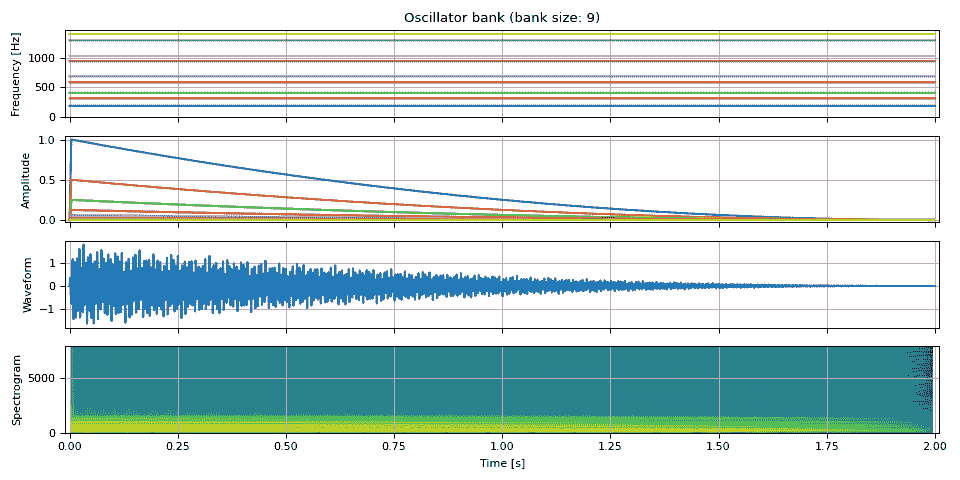 Oscillator bank (bank size: 9)
Frequency [Hz]
1000
500
0
Amplitude
1.0
0.5
0.0
Waveform
1
0
−1
Spectrogram
5000
0
0.00 0.25 0.50 0.75 1.00 1.25 1.50 1.75 2.00
Time [s]